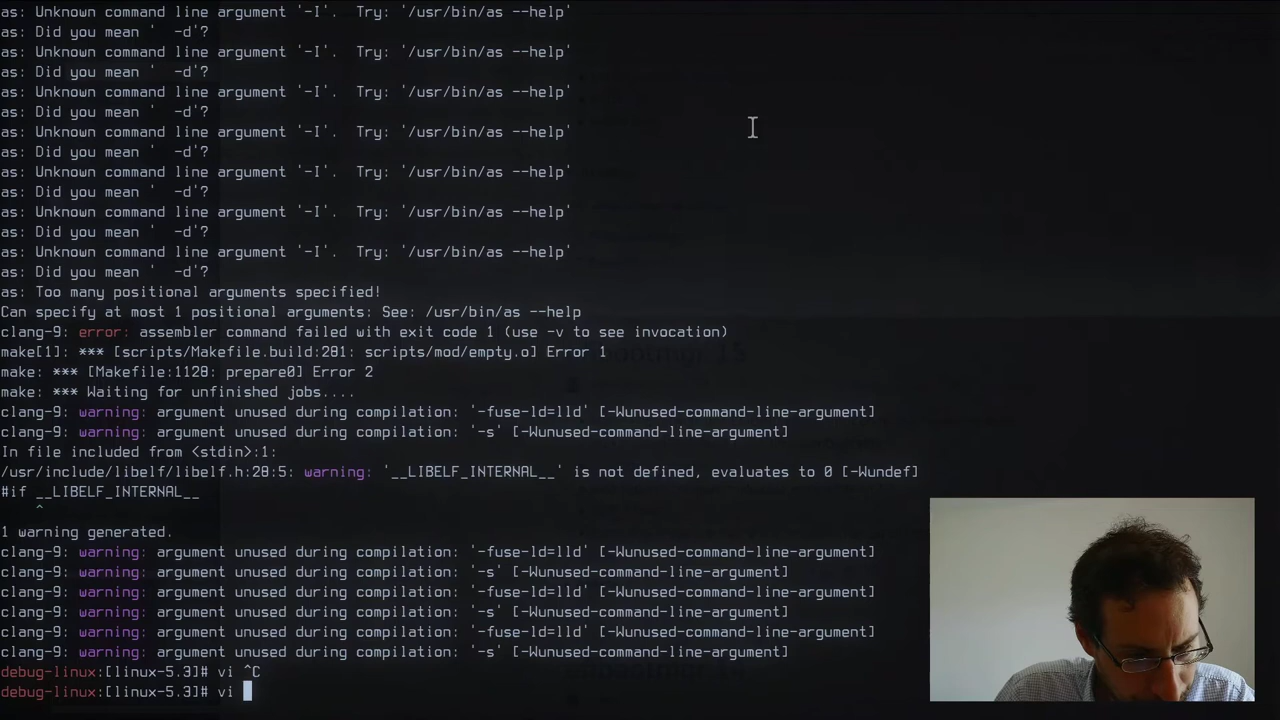 as: Unknown command line argument '-I'.  Try: '/usr/bin/as --help'
as: Did you mean '  -d'?
as: Unknown command line argument '-I'.  Try: '/usr/bin/as --help'
as: Did you mean '  -d'?
as: Unknown command line argument '-I'.  Try: '/usr/bin/as --help'
as: Did you mean '  -d'?
as: Unknown command line argument '-I'.  Try: '/usr/bin/as --help'
as: Did you mean '  -d'?
as: Unknown command line argument '-I'.  Try: '/usr/bin/as --help'
as: Did you mean '  -d'?
as: Unknown command line argument '-I'.  Try: '/usr/bin/as --help'
as: Did you mean '  -d'?
as: Unknown command line argument '-I'.  Try: '/usr/bin/as --help'
as: Did you mean '  -d'?
as: Too many positional arguments specified!
Can specify at most 1 positional arguments: See: /usr/bin/as --help
clang-9: error: assembler command failed with exit code 1 (use -v to see invocation)
make[1]: *** [scripts/Makefile.build:281: scripts/mod/empty.o] Error 1
make: *** [Makefile:1128: prepare0] Error 2
make: *** Waiting for unfinished jobs....
clang-9: warning: argument unused during compilation: '-fuse-ld=lld' [-Wunused-command-line-argument]
clang-9: warning: argument unused during compilation: '-s' [-Wunused-command-line-argument]
In file included from <stdin>:1:
/usr/include/libelf/libelf.h:28:5: warning: '__LIBELF_INTERNAL__' is not defined, evaluates to 0 [-Wundef]
#if __LIBELF_INTERNAL__
    ^
1 warning generated.
clang-9: warning: argument unused during compilation: '-fuse-ld=lld' [-Wunused-command-line-argument]
clang-9: warning: argument unused during compilation: '-s' [-Wunused-command-line-argument]
clang-9: warning: argument unused during compilation: '-fuse-ld=lld' [-Wunused-command-line-argument]
clang-9: warning: argument unused during compilation: '-s' [-Wunused-command-line-argument]
clang-9: warning: argument unused during compilation: '-fuse-ld=lld' [-Wunused-command-line-argument]
clang-9: warning: argument unused during compilation: '-s' [-Wunused-command-line-argument]
debug-linux:[linux-5.3]# vi ^C
debug-linux:[linux-5.3]# vi